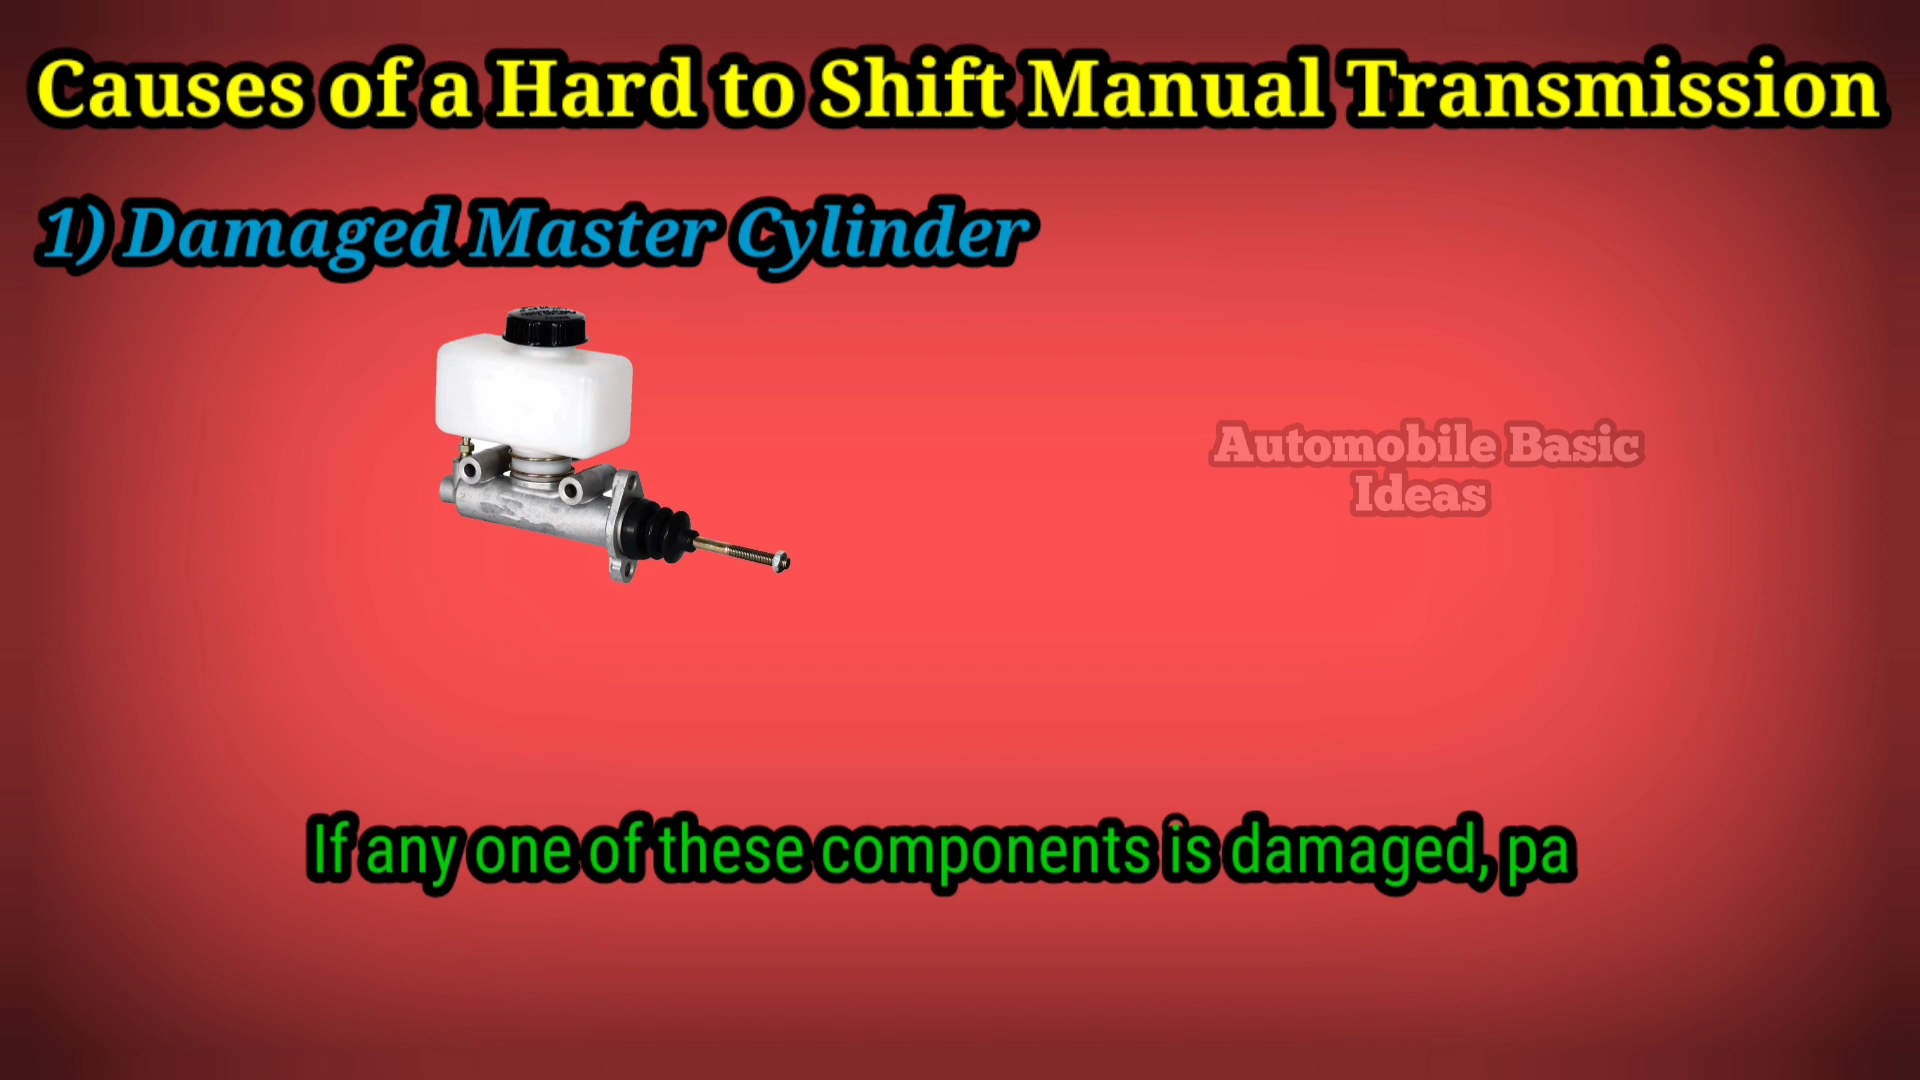 Causes of a Hard to Shift Manual Transmission
1) Damaged Master Cylinder
Automobile Basic
Ideas
If any one of these components is damaged, pa